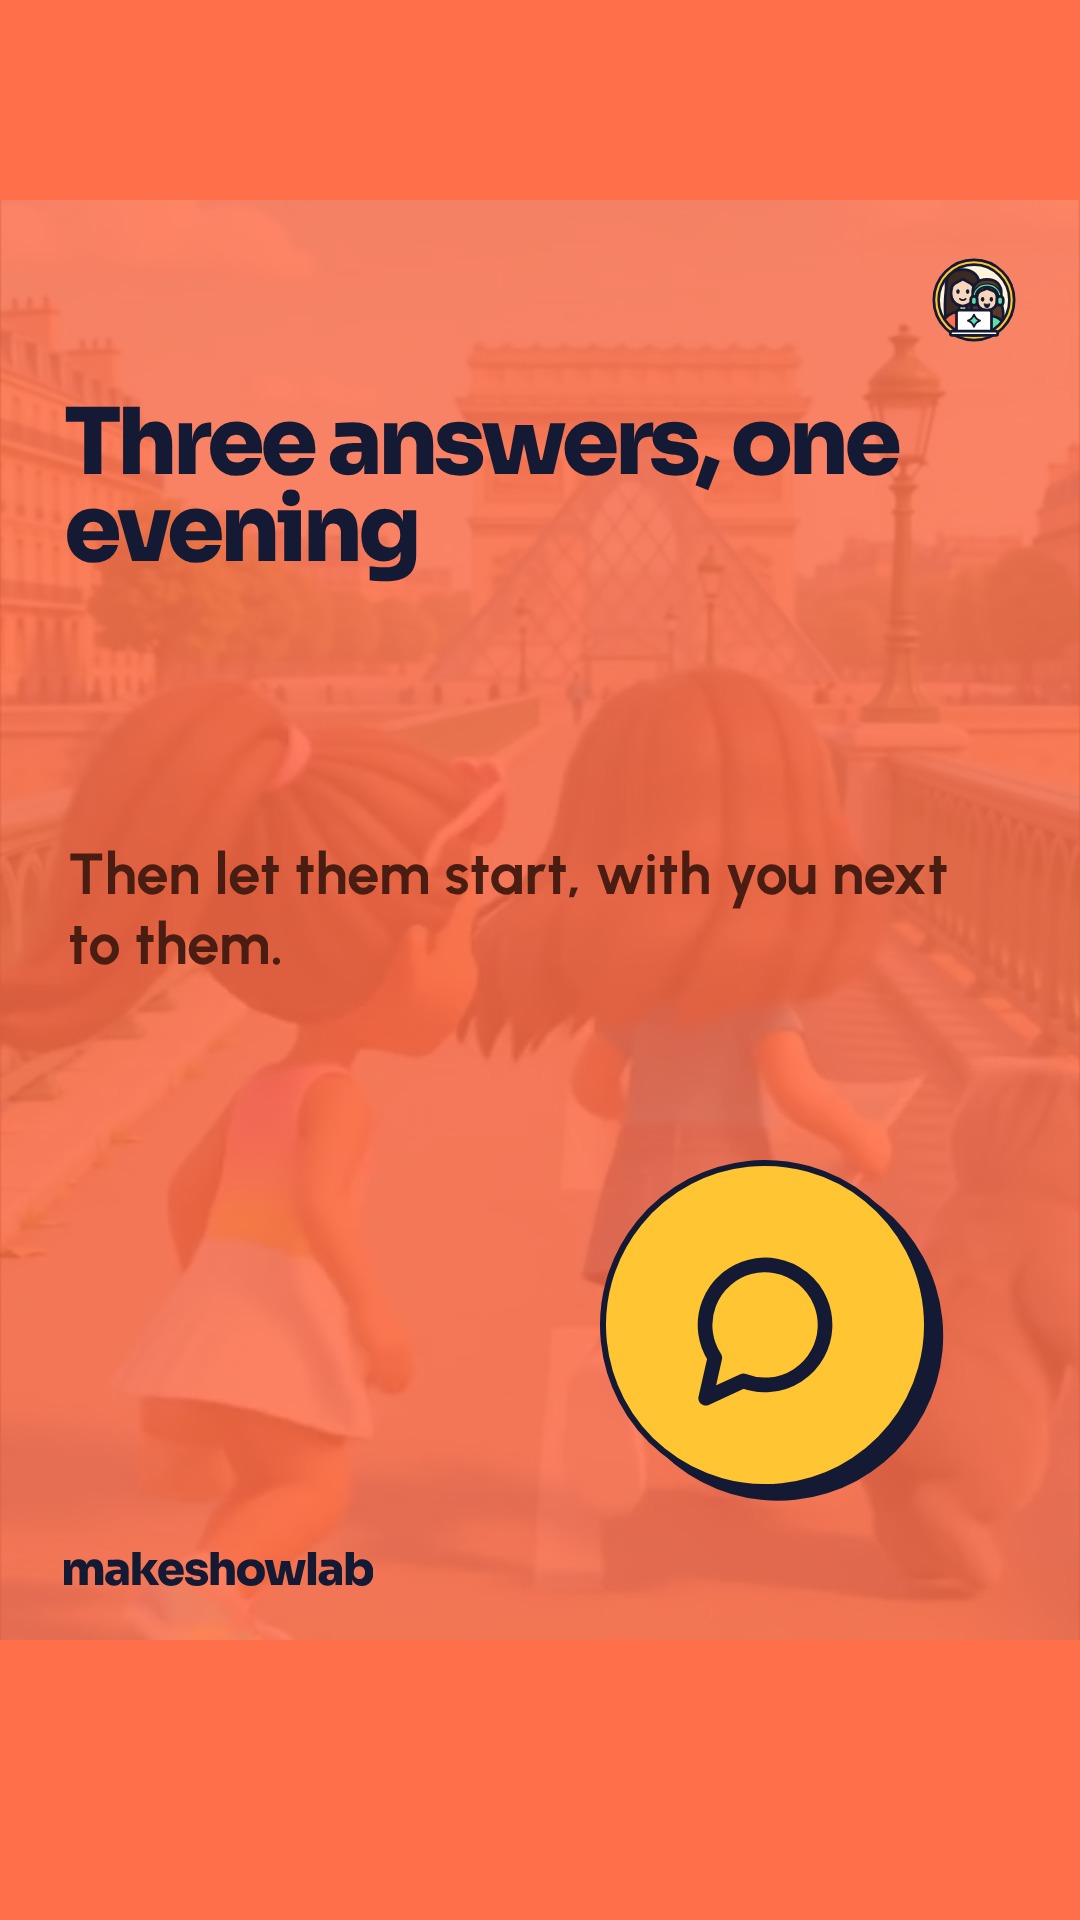 Three answers, one
evening
Then let them start, with you next
to them.
makeshowlab